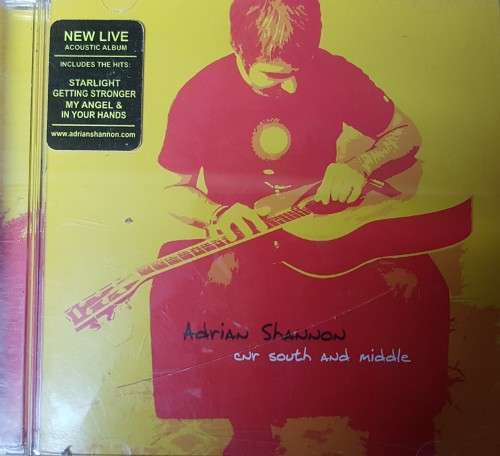 NEW LIVE
ACOUSTIC ALBUM
INCLUDES THE HITS:
STARLIGHT
GETTING STRONGER
MY ANGEL &
IN YOUR HANDS
www.adrianshannon.com
Adrian Shannon
cnr south and middle